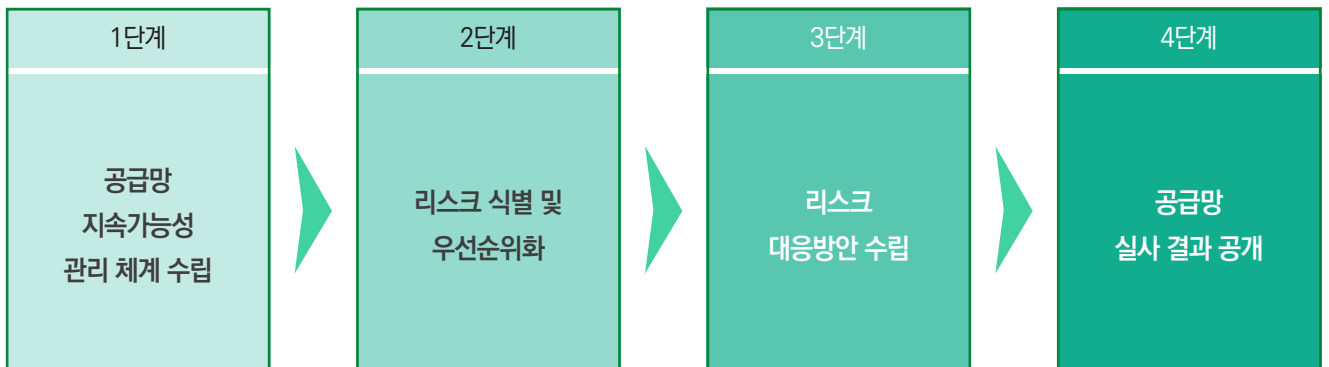 1단계
공급망
지속가능성
관리 체계 수립
2단계
리스크 식별 및
우선순위화
3단계
리스크
대응방안 수립
4단계
공급망
실사 결과 공개